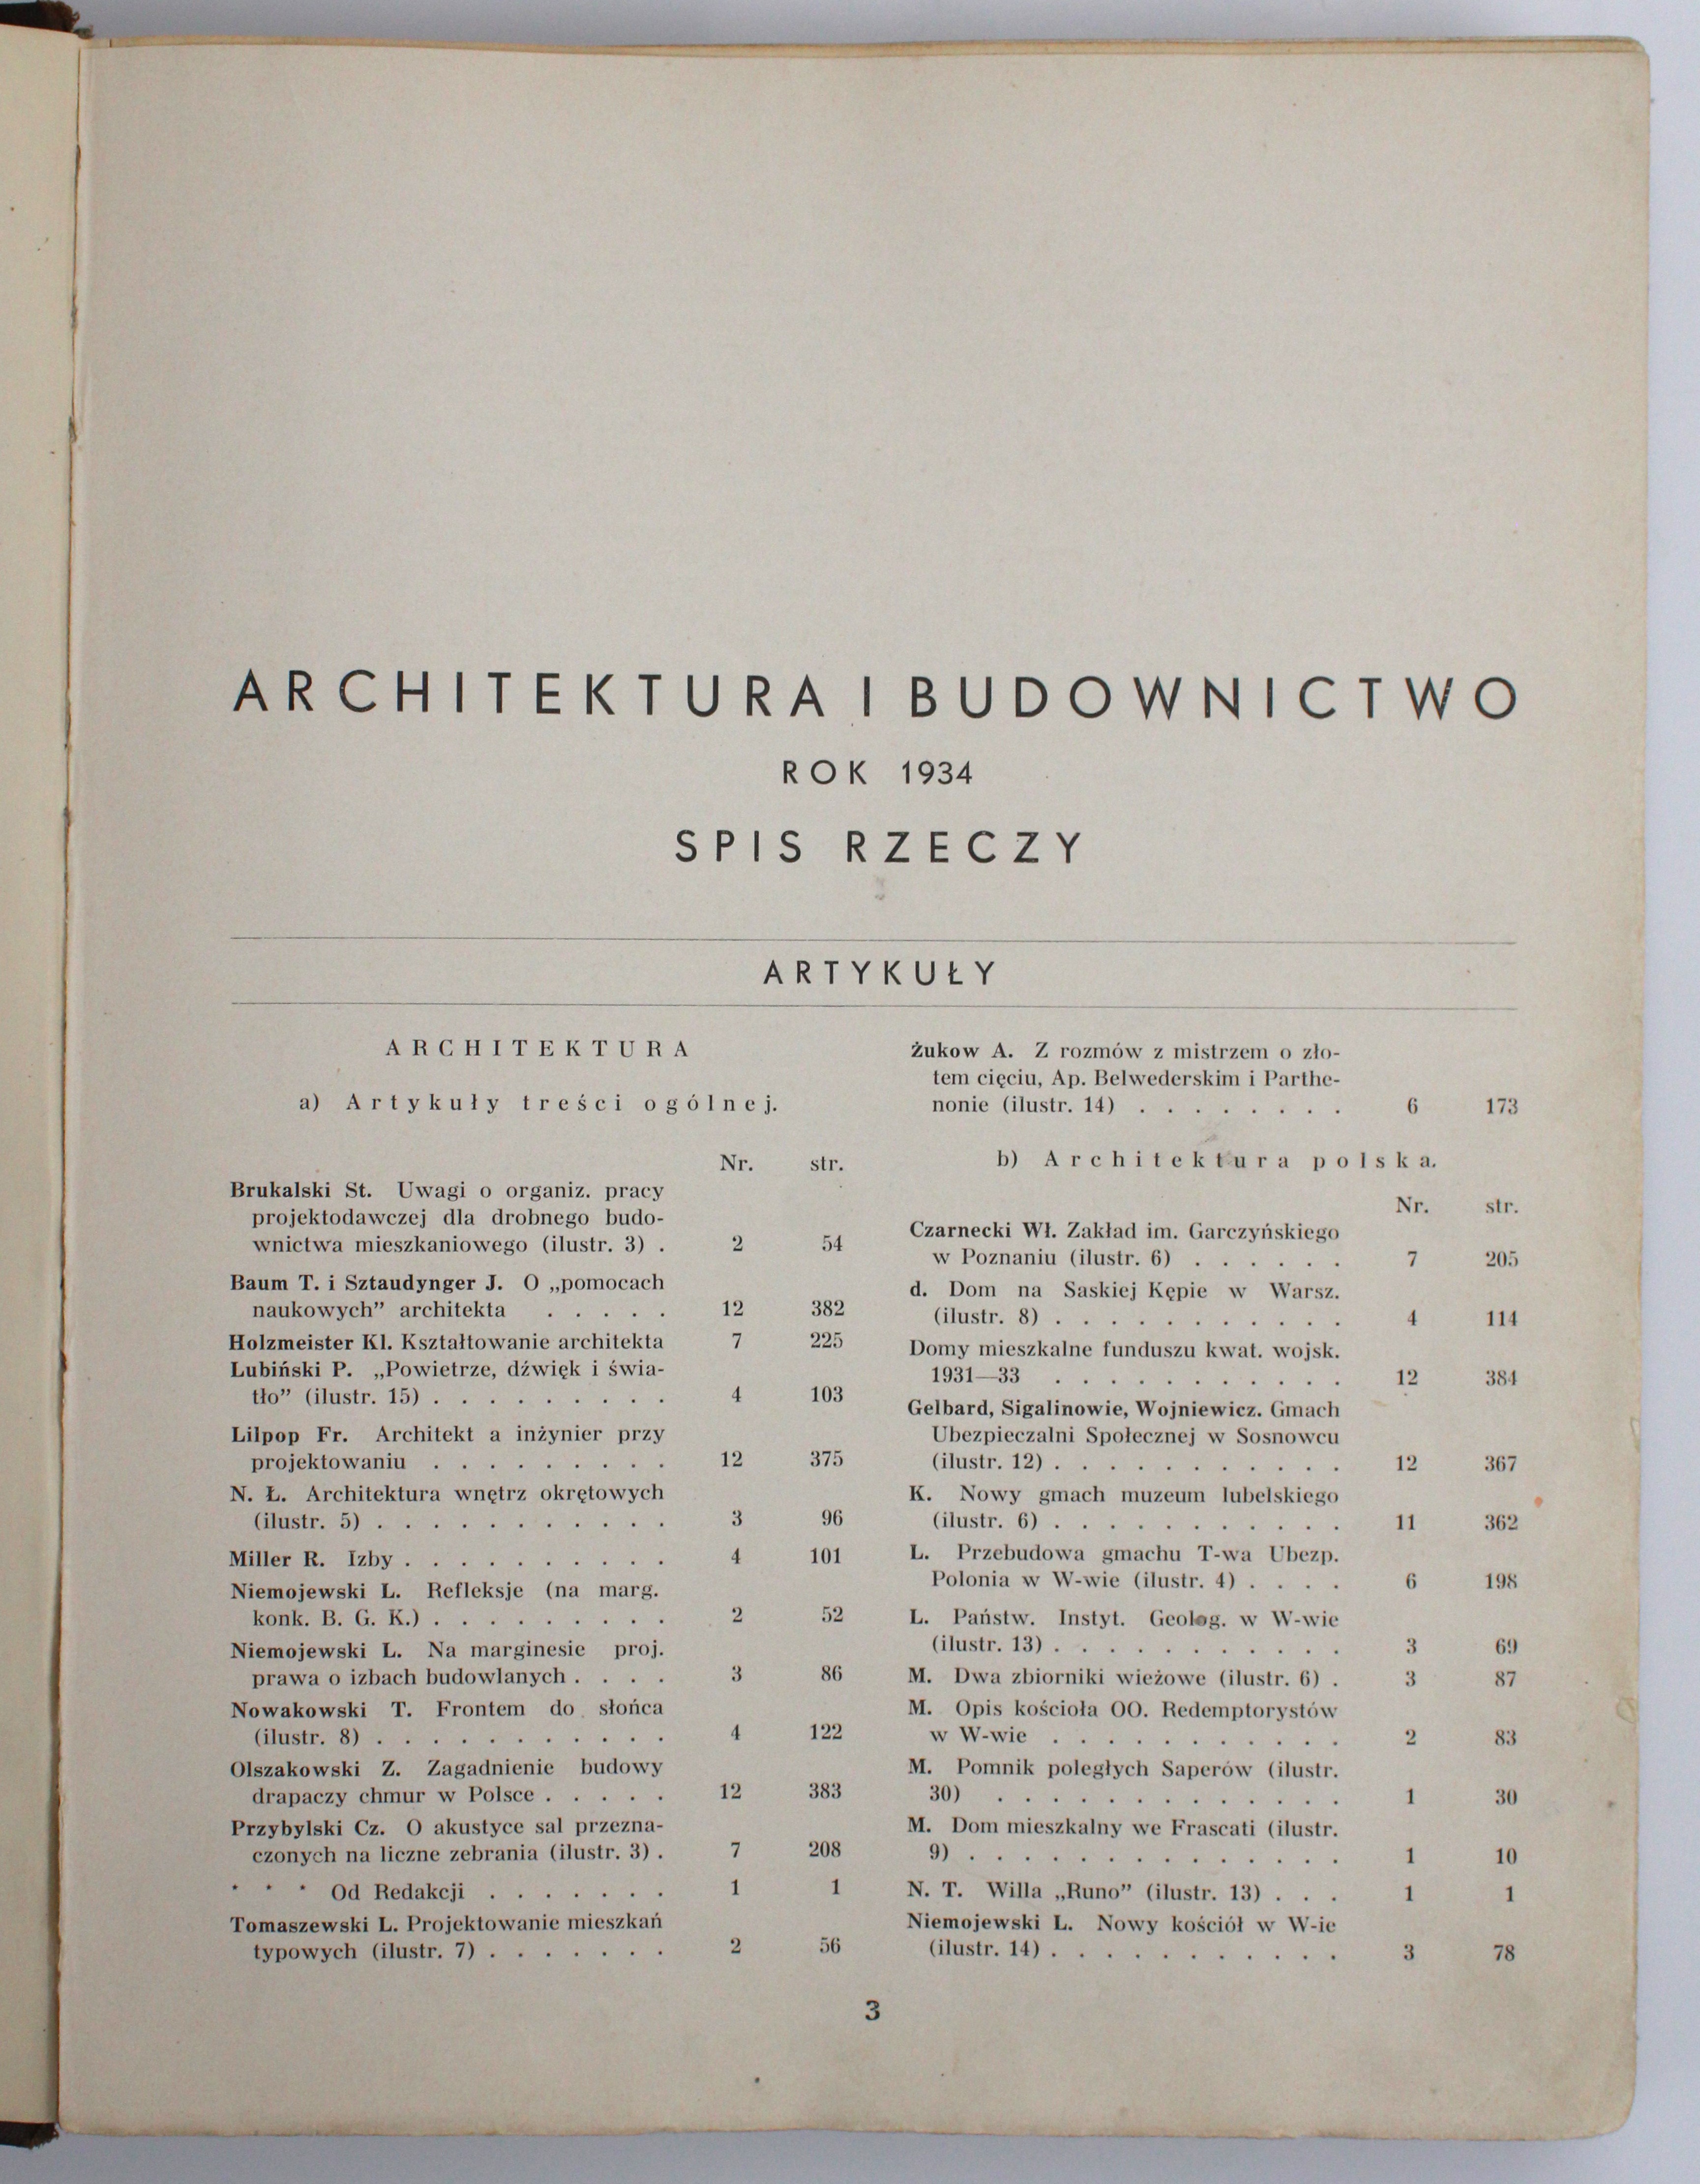 ARCHITEKTURA I BUDOWNICTWO
ROK 1934
SPIS RZECZY
ARTYKUŁY
ARCHITEKTURA
a) Artykuły treści ogólnej.
Nr. str.
Brukalski St. Uwagi o organiz. pracy
projektodawczej dla drobnego budo-
wnictwa mieszkaniowego (ilustr. 3) . 2 54
Baum T. i Sztaudynger J. O „pomocach
naukowych” architekta . . . . . 12 382
Holzmeister Kl. Kształtowanie architekta 7 225
Lubiński P. „Powietrze, dźwięk i świa-
tło” (ilustr. 15) . . . . . . . . . 4 103
Lilpop Fr. Architekt a inżynier przy
projektowaniu . . . . . . . . . 12 375
N. Ł. Architektura wnętrz okrętowych
(ilustr. 5) . . . . . . . . . . . 3 96
Miller R. Izby . . . . . . . . . . 4 101
Niemojewski L. Refleksje (na marg.
konk. B. G. K.) . . . . . . . . . 2 52
Niemojewski L. Na marginesie proj.
prawa o izbach budowlanych . . . . 3 86
Nowakowski T. Frontem do słońca
(ilustr. 8) . . . . . . . . . . . 4 122
Olszakowski Z. Zagadnienie budowy
drapaczy chmur w Polsce . . . . . 12 383
Przybylski Cz. O akustyce sal przezna-
czonych na liczne zebrania (ilustr. 3) . 7 208
* * * Od Redakcji . . . . . . . 1 1
Tomaszewski L. Projektowanie mieszkań
typowych (ilustr. 7) . . . . . . . 2 56
Żukow A. Z rozmów z mistrzem o zło-
tem cięciu, Ap. Belwederskim i Parthe-
nonie (ilustr. 14) . . . . . . . . 6 173
b) Architektura polska.
Nr. str.
Czarnecki Wł. Zakład im. Garczyńskiego
w Poznaniu (ilustr. 6) . . . . . . 7 205
d. Dom na Saskiej Kępie w Warsz.
(ilustr. 8) . . . . . . . . . . . 4 114
Domy mieszkalne funduszu kwat. wojsk.
1931—33 . . . . . . . . . . . 12 384
Gelbard, Sigalinowie, Wojniewicz. Gmach
Ubezpieczalni Społecznej w Sosnowcu
(ilustr. 12) . . . . . . . . . . . 12 367
K. Nowy gmach muzeum lubelskiego
(ilustr. 6) . . . . . . . . . . . 11 362
L. Przebudowa gmachu T-wa Ubezp.
Polonia w W-wie (ilustr. 4) . . . . 6 198
L. Państw. Instyt. Geolog. w W-wie
(ilustr. 13) . . . . . . . . . . . 3 69
M. Dwa zbiorniki wieżowe (ilustr. 6) . 3 87
M. Opis kościoła OO. Redemptorystów
w W-wie . . . . . . . . . . . 2 83
M. Pomnik poległych Saperów (ilustr.
30) . . . . . . . . . . . . . 1 30
M. Dom mieszkalny we Frascati (ilustr.
9) . . . . . . . . . . . . . . 1 10
N. T. Willa „Runo” (ilustr. 13) . . . 1 1
Niemojewski L. Nowy kościół w W-ie
(ilustr. 14) . . . . . . . . . . . 3 78
3